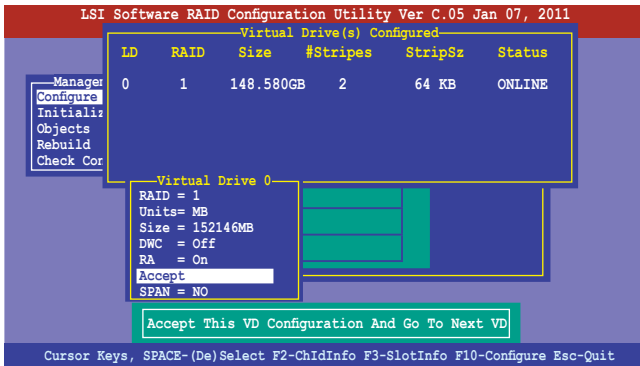 LSI Software RAID Configuration Utility Ver C.05 Jan 07, 2011
Virtual Drive(s) Configured
LD RAID Size #Stripes StripSz Status
0 1 148.580GB 2 64 KB ONLINE
Manager
Configure
Initializ
Objects
Rebuild
Check Con
Virtual Drive 0
RAID = 1
Units= MB
Size = 152146MB
DWC = Off
RA = On
Accept
SPAN = NO
Accept This VD Configuration And Go To Next VD
Cursor Keys, SPACE-(De)Select F2-ChIdInfo F3-SlotInfo F10-Configure Esc-Quit